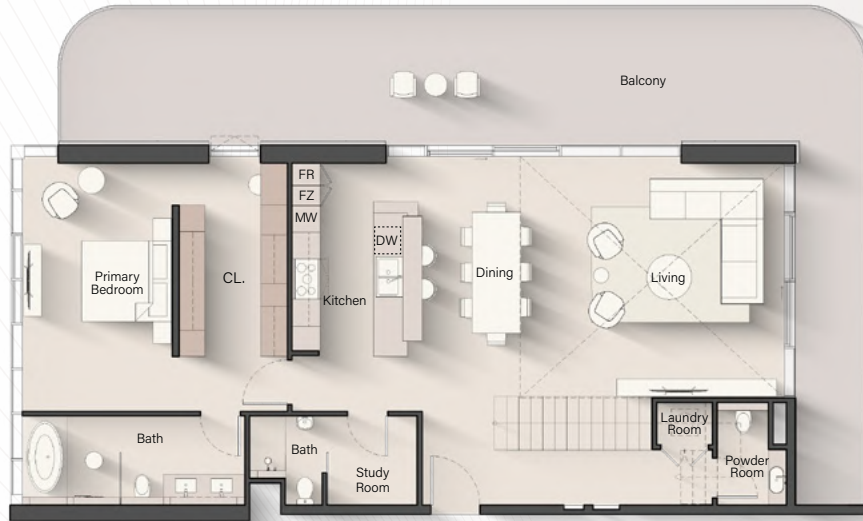 Balcony
FR
FZ
MW
DW
Primary
Bedroom
CL.
Kitchen
Dining
Living
Bath
Bath
Study
Room
Laundry
Room
Powder
Room